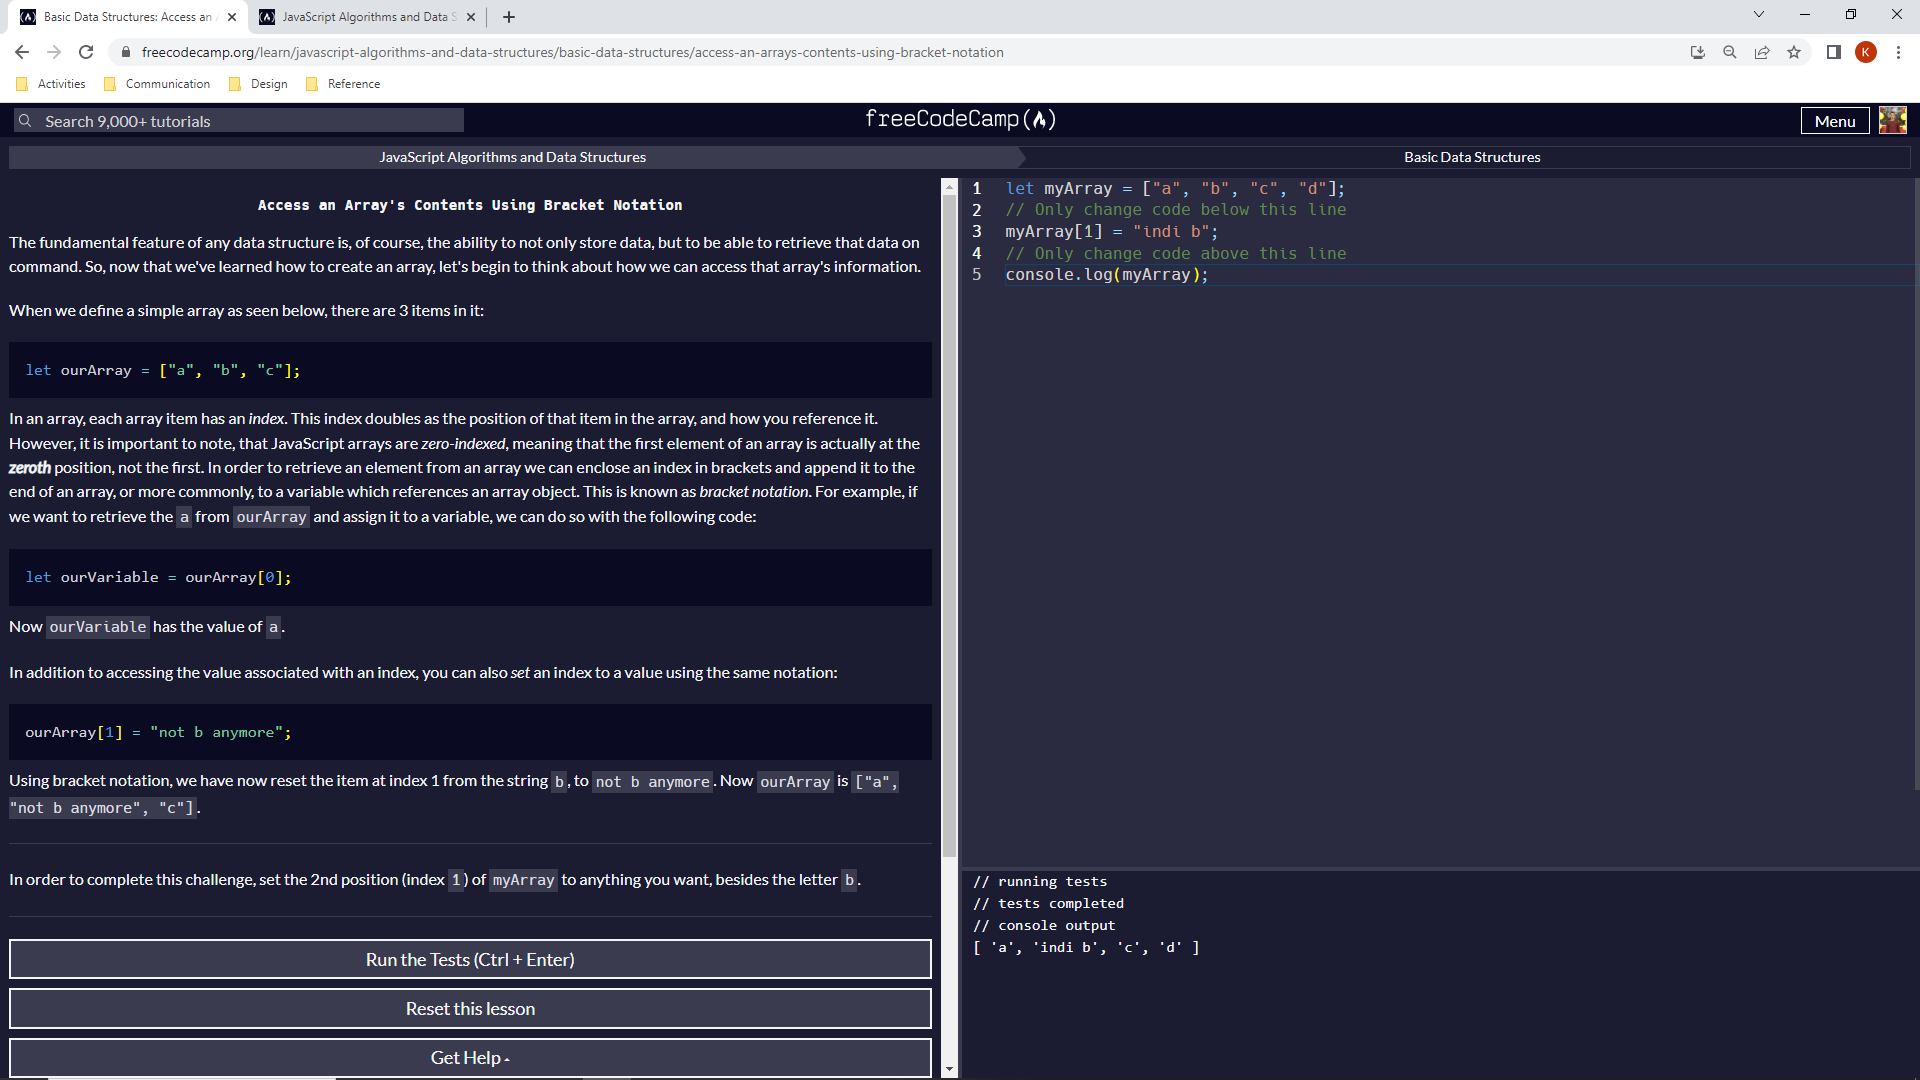 Basic Data Structures: Access an
JavaScript Algorithms and Data S
freecodecamp.org/learn/javascript-algorithms-and-data-structures/basic-data-structures/access-an-arrays-contents-using-bracket-notation
K
Activities
Communication
Design
Reference
Search 9,000+ tutorials
freeCodeCamp
Menu
JavaScript Algorithms and Data Structures
Basic Data Structures
Access an Array's Contents Using Bracket Notation
The fundamental feature of any data structure is, of course, the ability to not only store data, but to be able to retrieve that data on
command. So, now that we've learned how to create an array, let's begin to think about how we can access that array's information.
When we define a simple array as seen below, there are 3 items in it:
let ourArray = ["a", "b", "c"];
In an array, each array item has an index. This index doubles as the position of that item in the array, and how you reference it.
However, it is important to note, that JavaScript arrays are zero-indexed, meaning that the first element of an array is actually at the
zeroth position, not the first. In order to retrieve an element from an array we can enclose an index in brackets and append it to the
end of an array, or more commonly, to a variable which references an array object. This is known as bracket notation. For example, if
we want to retrieve the a from ourArray and assign it to a variable, we can do so with the following code:
let ourVariable = ourArray[0];
Now ourVariable has the value of a.
In addition to accessing the value associated with an index, you can also set an index to a value using the same notation:
ourArray[1] = "not b anymore";
Using bracket notation, we have now reset the item at index 1 from the string b, to not b anymore. Now ourArray is ["a",
"not b anymore", "c"].
In order to complete this challenge, set the 2nd position (index 1) of myArray to anything you want, besides the letter b.
Run the Tests (Ctrl + Enter)
Reset this lesson
Get Help
1 let myArray = ["a", "b", "c", "d"];
2 // Only change code below this line
3 myArray[1] = "indi b";
4 // Only change code above this line
5 console.log(myArray);
// running tests
// tests completed
// console output
[ 'a', 'indi b', 'c', 'd' ]